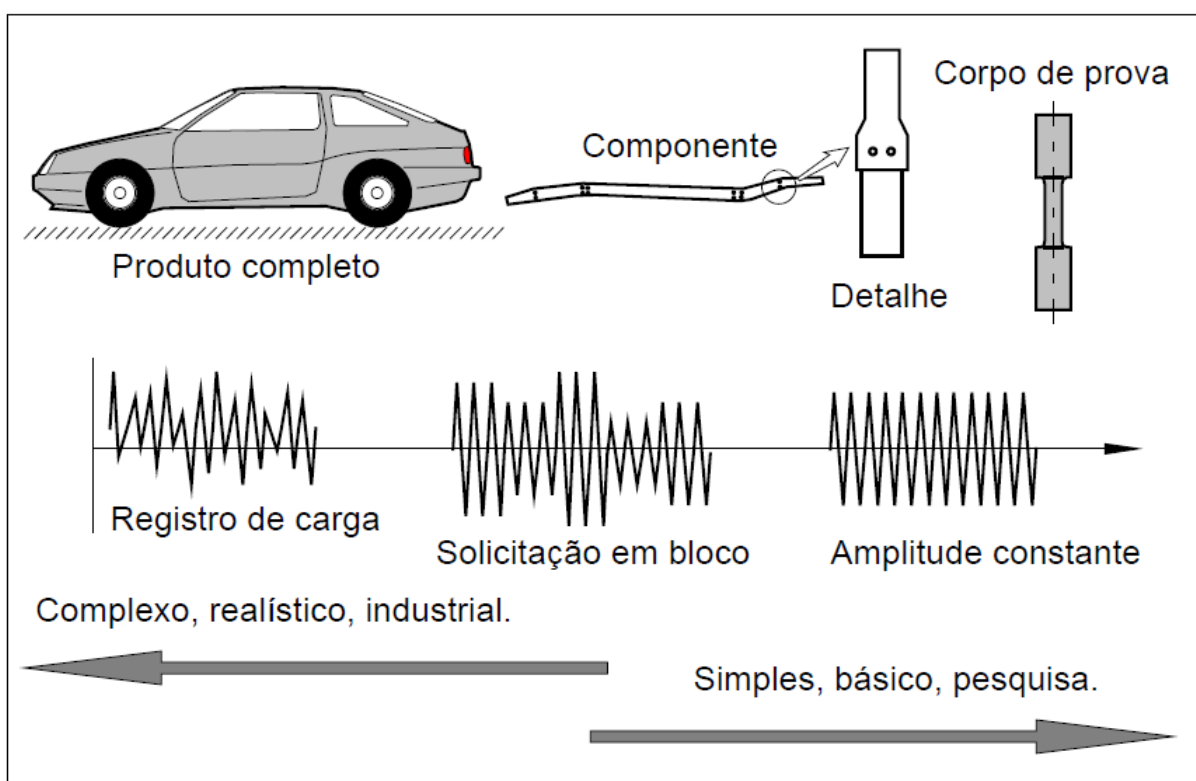 Corpo de prova
Componente
Produto completo
Detalhe
Registro de carga
Solicitação em bloco
Amplitude constante
Complexo, realístico, industrial.
Simples, básico, pesquisa.